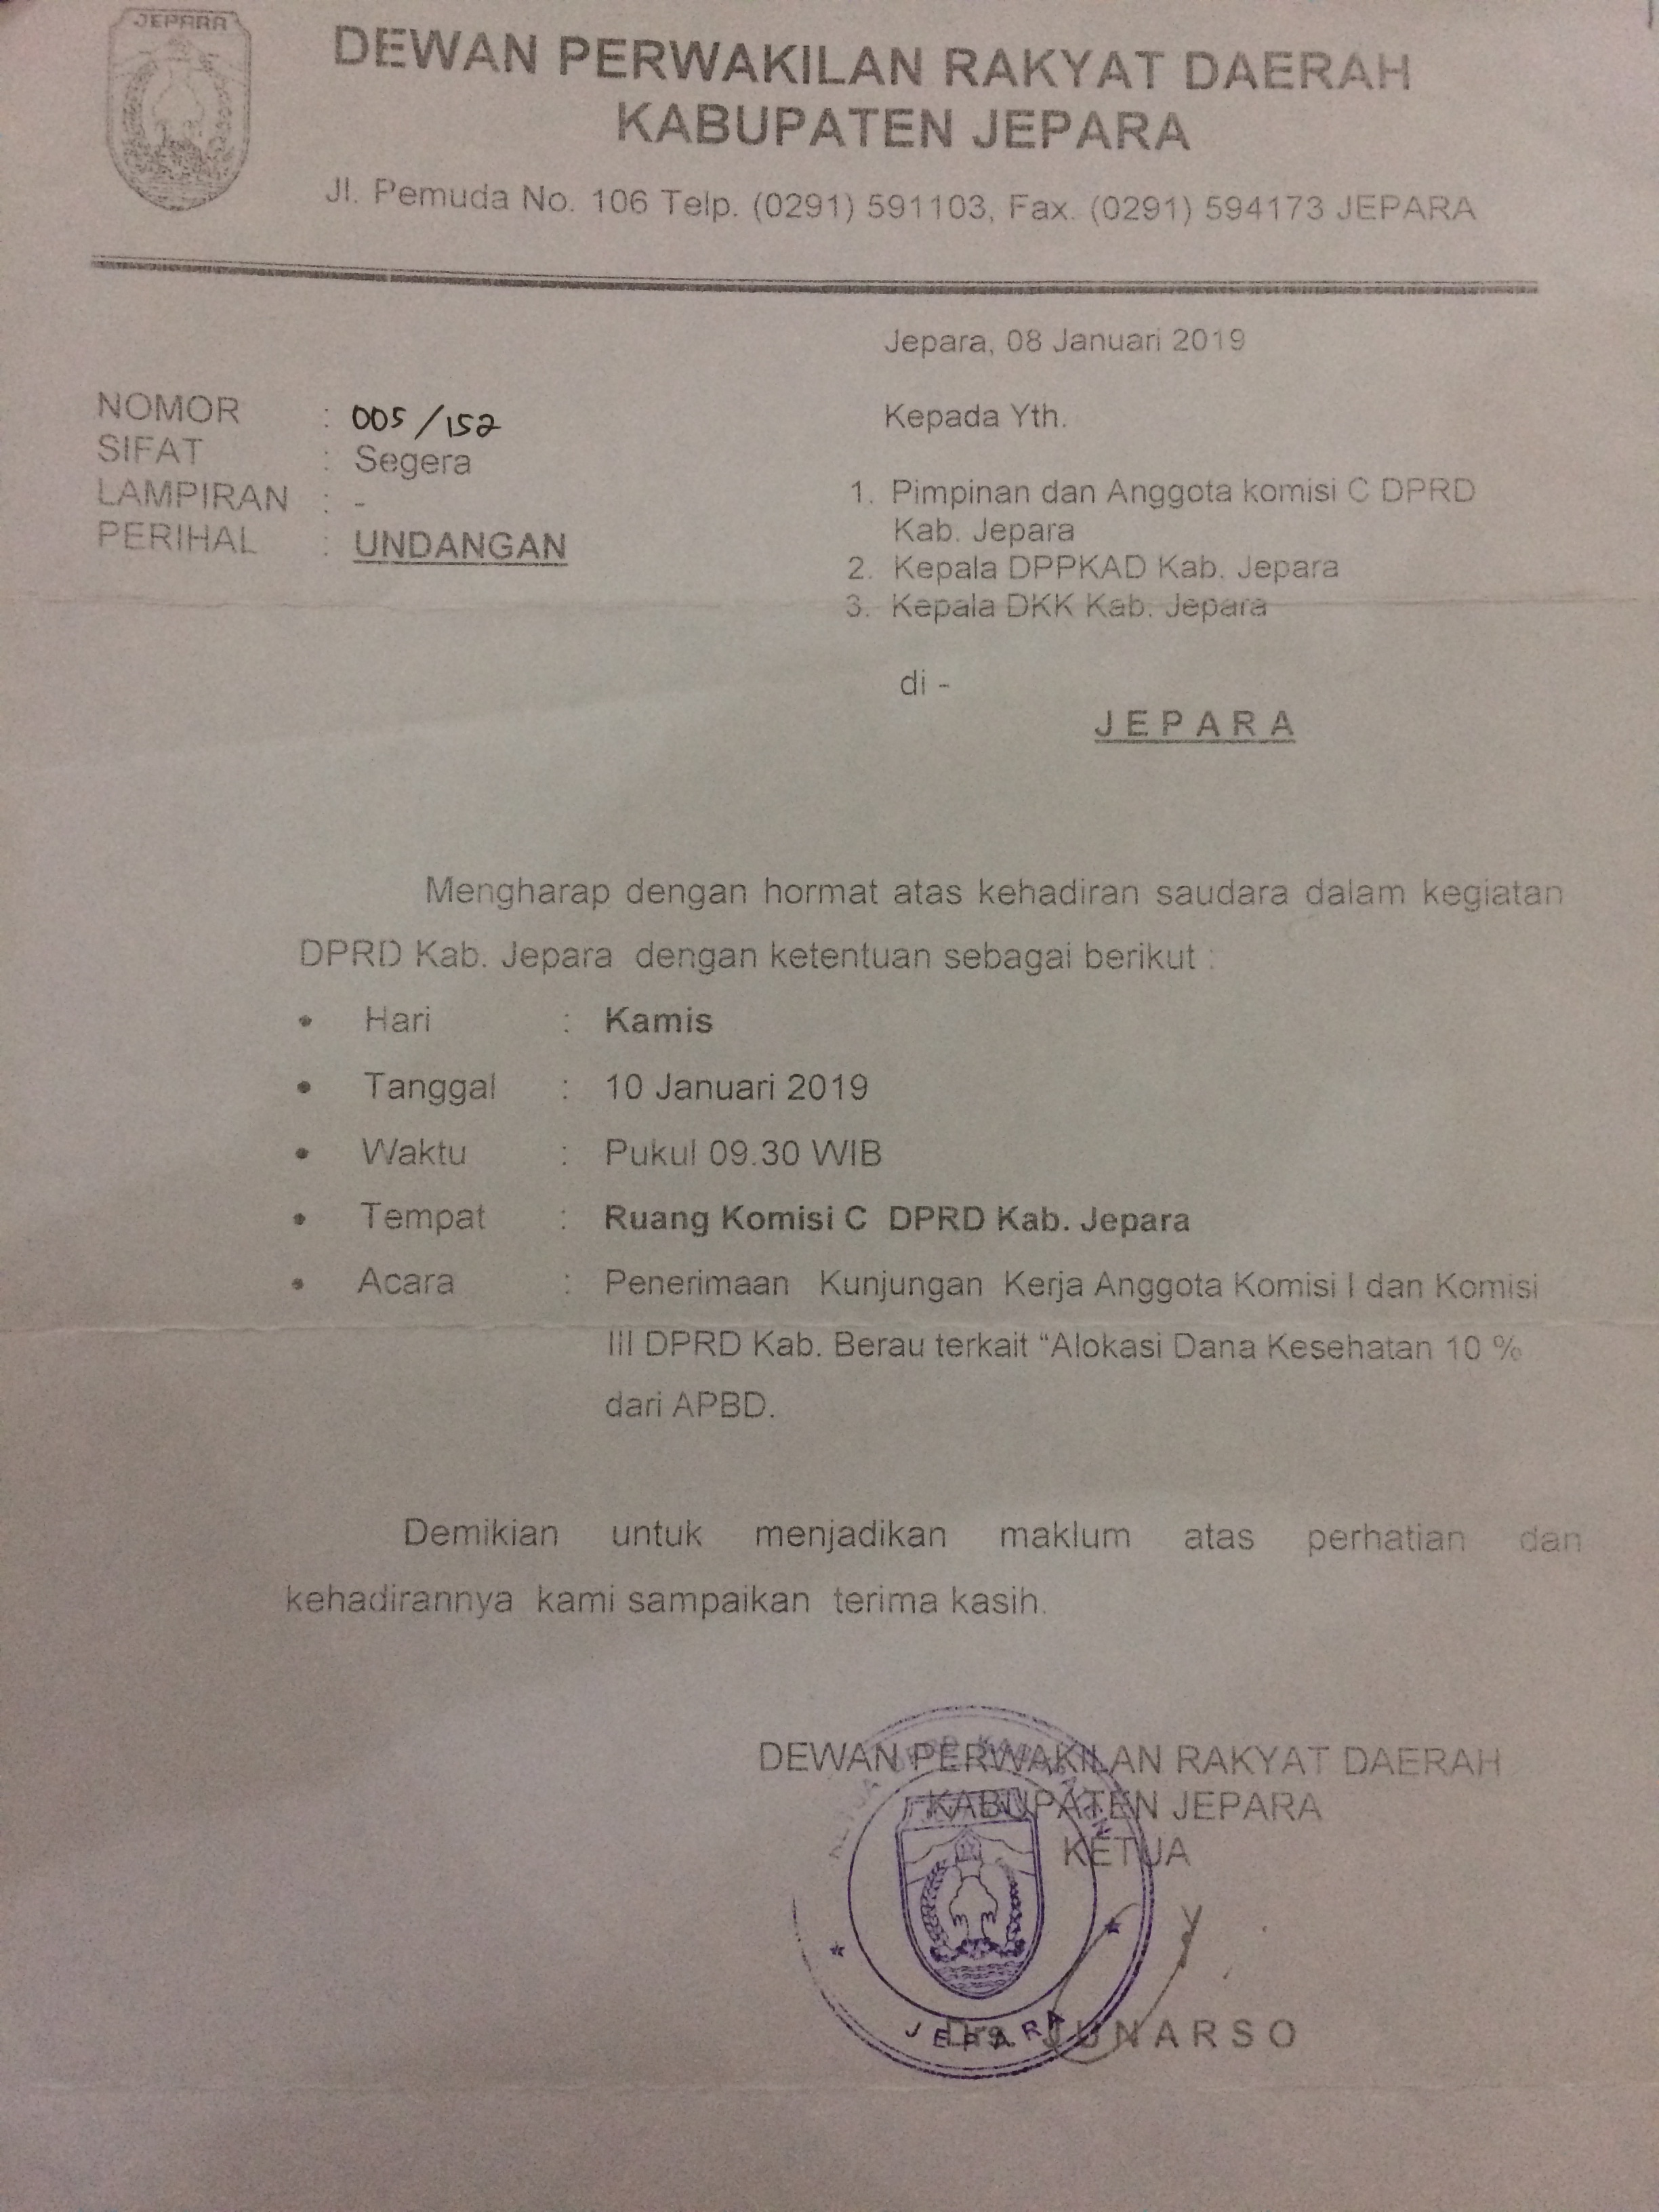 JEPARA
DEWAN PERWAKILAN RAKYAT DAERAH
KABUPATEN JEPARA
Jl. Pemuda No. 106 Telp. (0291) 591103, Fax. (0291) 594173 JEPARA
Jepara, 08 Januari 2019
NOMOR : 005/152
SIFAT : Segera
LAMPIRAN : -
PERIHAL : UNDANGAN
Kepada Yth.
1. Pimpinan dan Anggota komisi C DPRD
Kab. Jepara
2. Kepala DPPKAD Kab. Jepara
3. Kepala DKK Kab. Jepara
di -
J E P A R A
Mengharap dengan hormat atas kehadiran saudara dalam kegiatan
DPRD Kab. Jepara dengan ketentuan sebagai berikut :
• Hari : Kamis
• Tanggal : 10 Januari 2019
• Waktu : Pukul 09.30 WIB
• Tempat : Ruang Komisi C DPRD Kab. Jepara
• Acara : Penerimaan Kunjungan Kerja Anggota Komisi I dan Komisi
III DPRD Kab. Berau terkait “Alokasi Dana Kesehatan 10 %
dari APBD.
Demikian untuk menjadikan maklum atas perhatian dan
kehadirannya kami sampaikan terima kasih.
DEWAN PERWAKILAN RAKYAT DAERAH
KABUPATEN JEPARA
KETUA
Drs. J U N A R S O
JEPARA